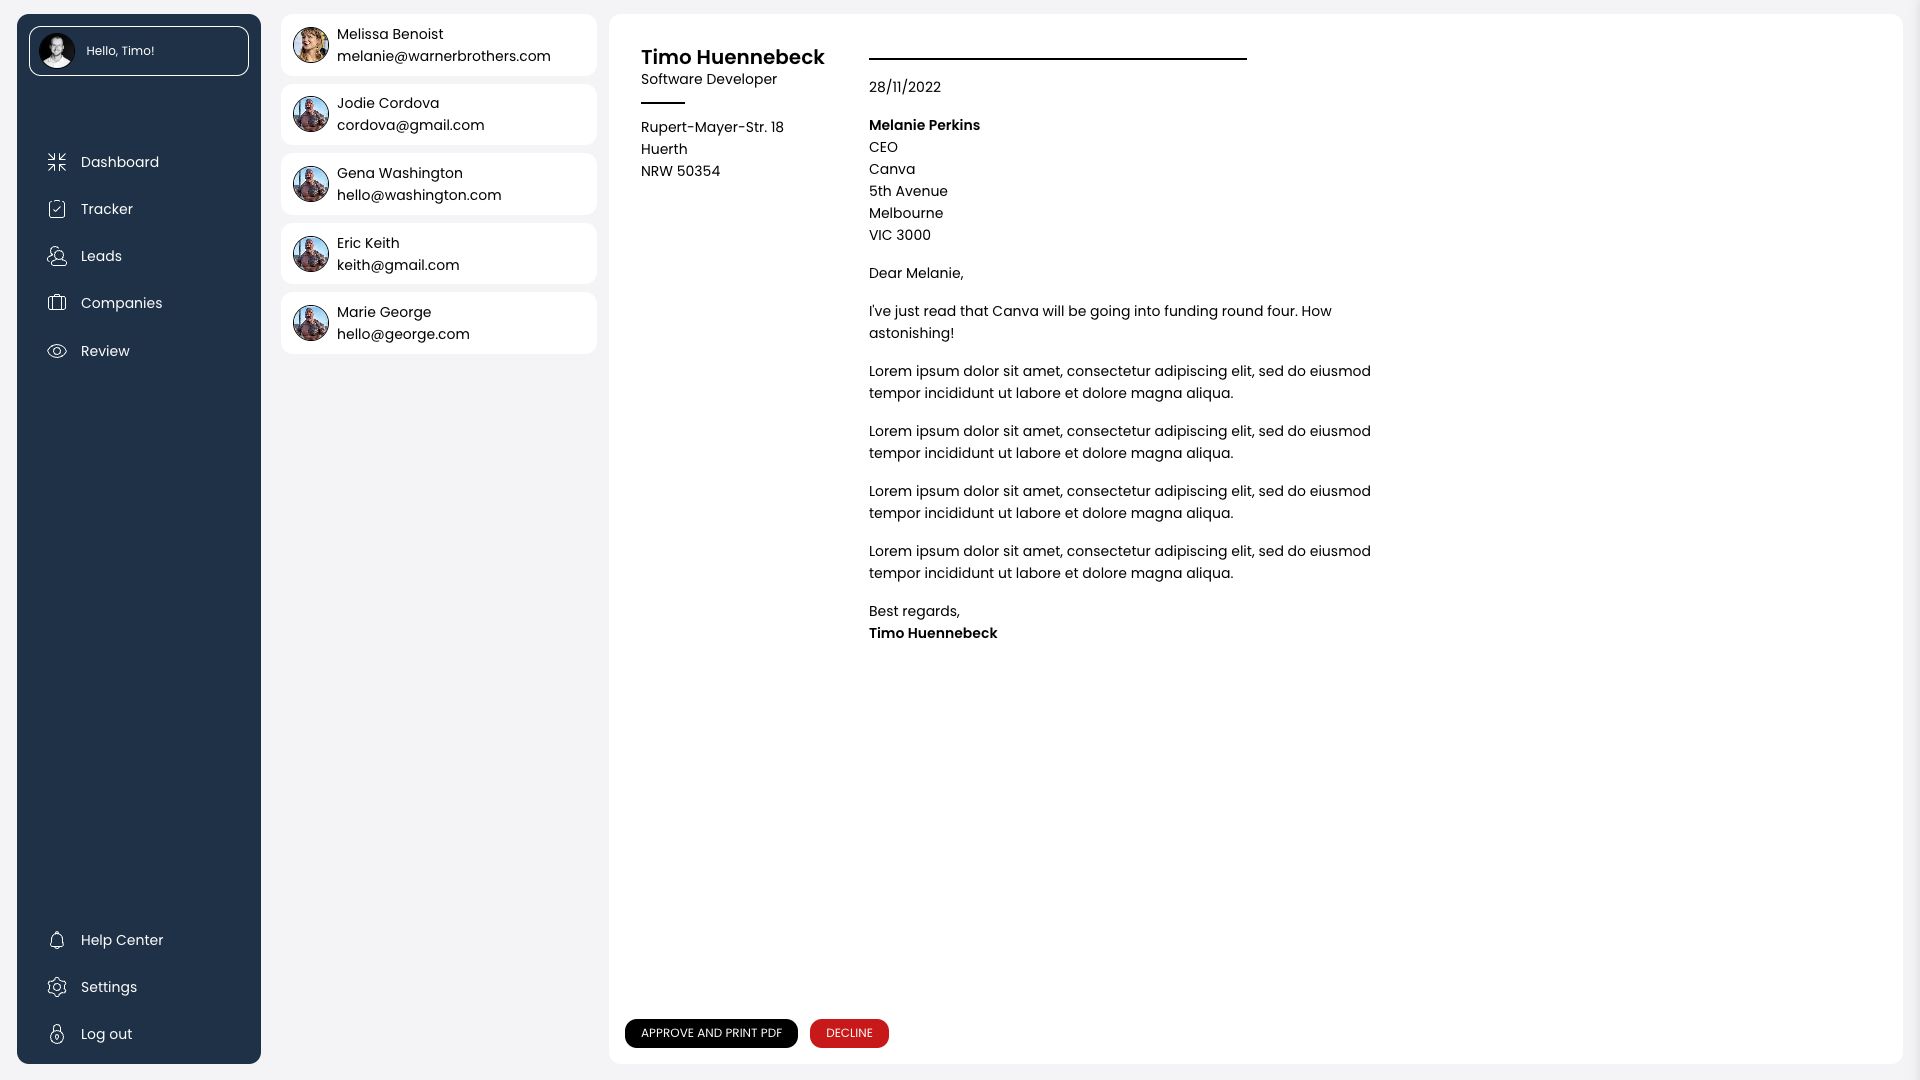 Hello, Timo!
Dashboard
Tracker
Leads
Companies
Review
Help Center
Settings
Log out
Melissa Benoist
melanie@warnerbrothers.com
Jodie Cordova
cordova@gmail.com
Gena Washington
hello@washington.com
Eric Keith
keith@gmail.com
Marie George
hello@george.com
Timo Huennebeck
Software Developer
Rupert-Mayer-Str. 18
Huerth
NRW 50354
28/11/2022
Melanie Perkins
CEO
Canva
5th Avenue
Melbourne
VIC 3000
Dear Melanie,
I've just read that Canva will be going into funding round four. How
astonishing!
Lorem ipsum dolor sit amet, consectetur adipiscing elit, sed do eiusmod
tempor incididunt ut labore et dolore magna aliqua.
Lorem ipsum dolor sit amet, consectetur adipiscing elit, sed do eiusmod
tempor incididunt ut labore et dolore magna aliqua.
Lorem ipsum dolor sit amet, consectetur adipiscing elit, sed do eiusmod
tempor incididunt ut labore et dolore magna aliqua.
Lorem ipsum dolor sit amet, consectetur adipiscing elit, sed do eiusmod
tempor incididunt ut labore et dolore magna aliqua.
Best regards,
Timo Huennebeck
APPROVE AND PRINT PDF
DECLINE